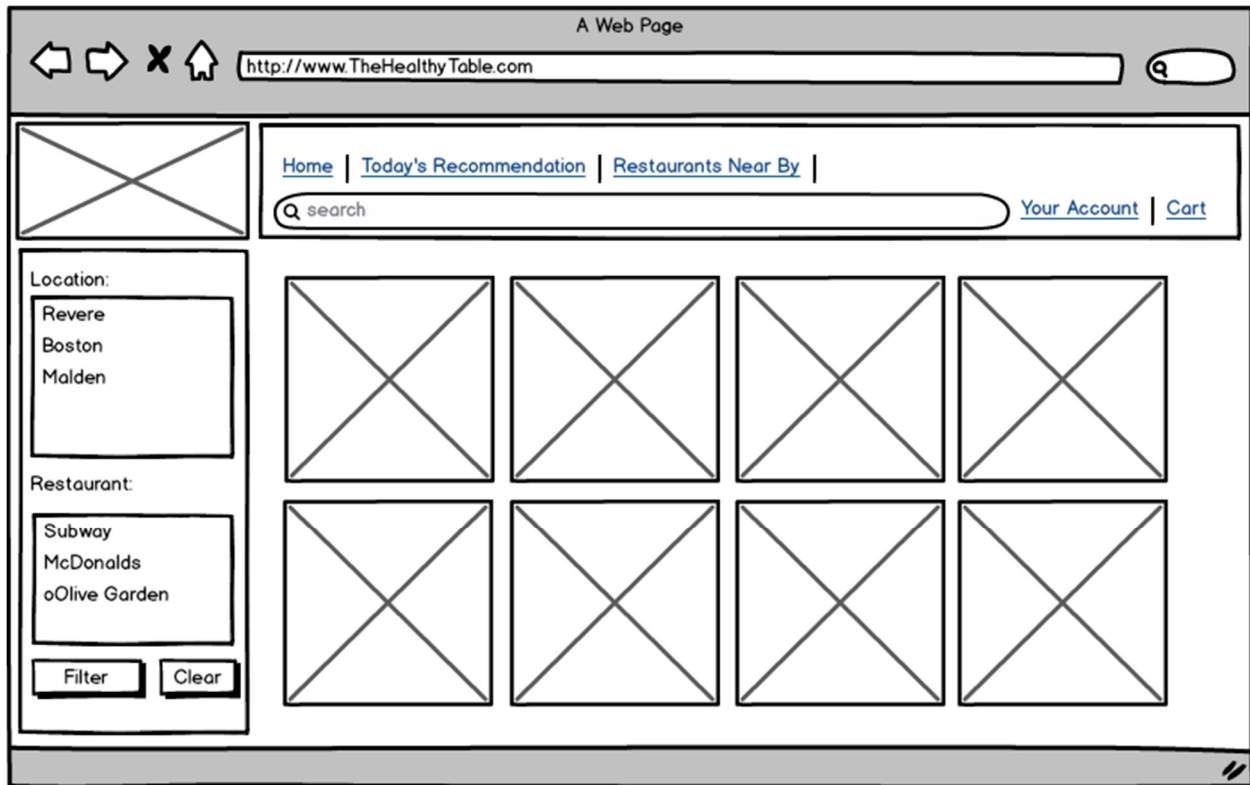 A Web Page
http://www.TheHealthyTable.com
Home | Today's Recommendation | Restaurants Near By |
search
Your Account | Cart
Location:
Revere
Boston
Malden
Restaurant:
Subway
McDonalds
oOlive Garden
Filter
Clear